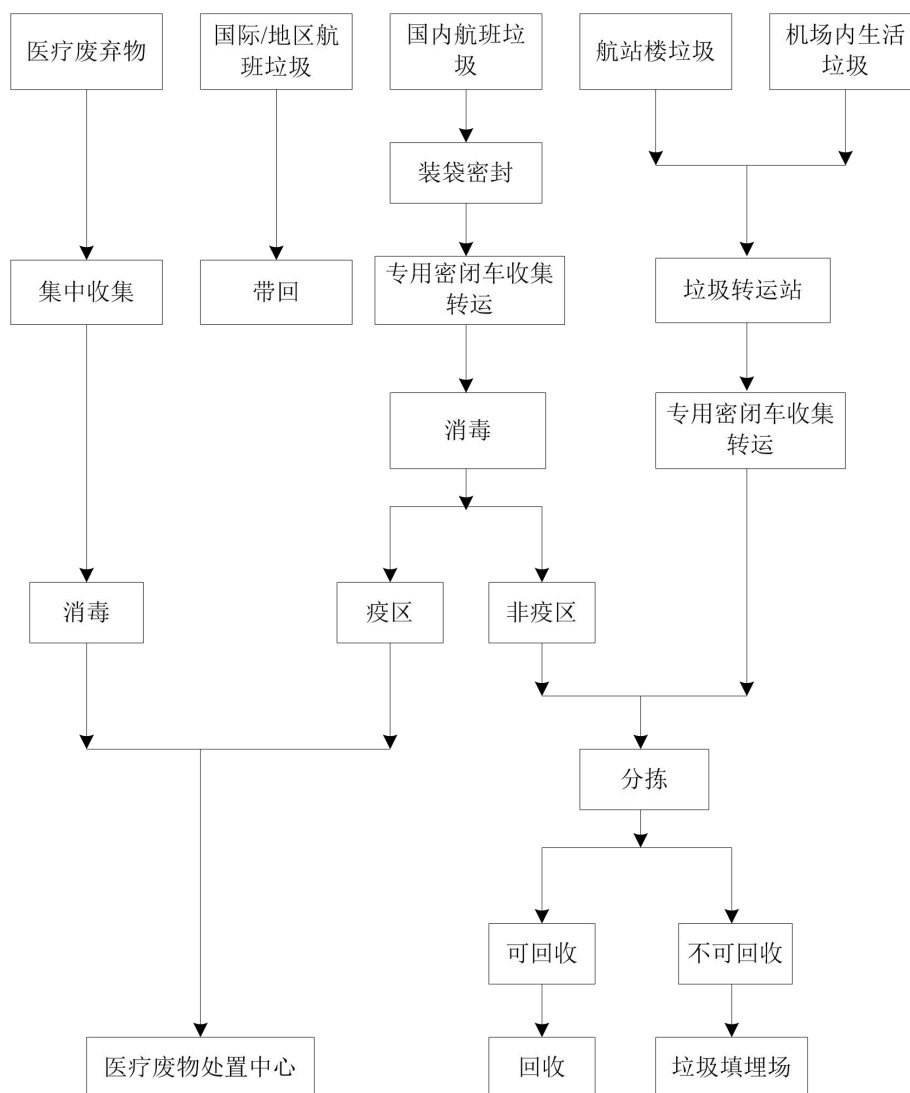 医疗废弃物
国际/地区航
班垃圾
国内航班垃
圾
航站楼垃圾
机场内生活
垃圾
装袋密封
集中收集
带回
专用密闭车收集
转运
垃圾转运站
消毒
专用密闭车收集
转运
消毒
疫区
非疫区
分拣
可回收
不可回收
医疗废物处置中心
回收
垃圾填埋场